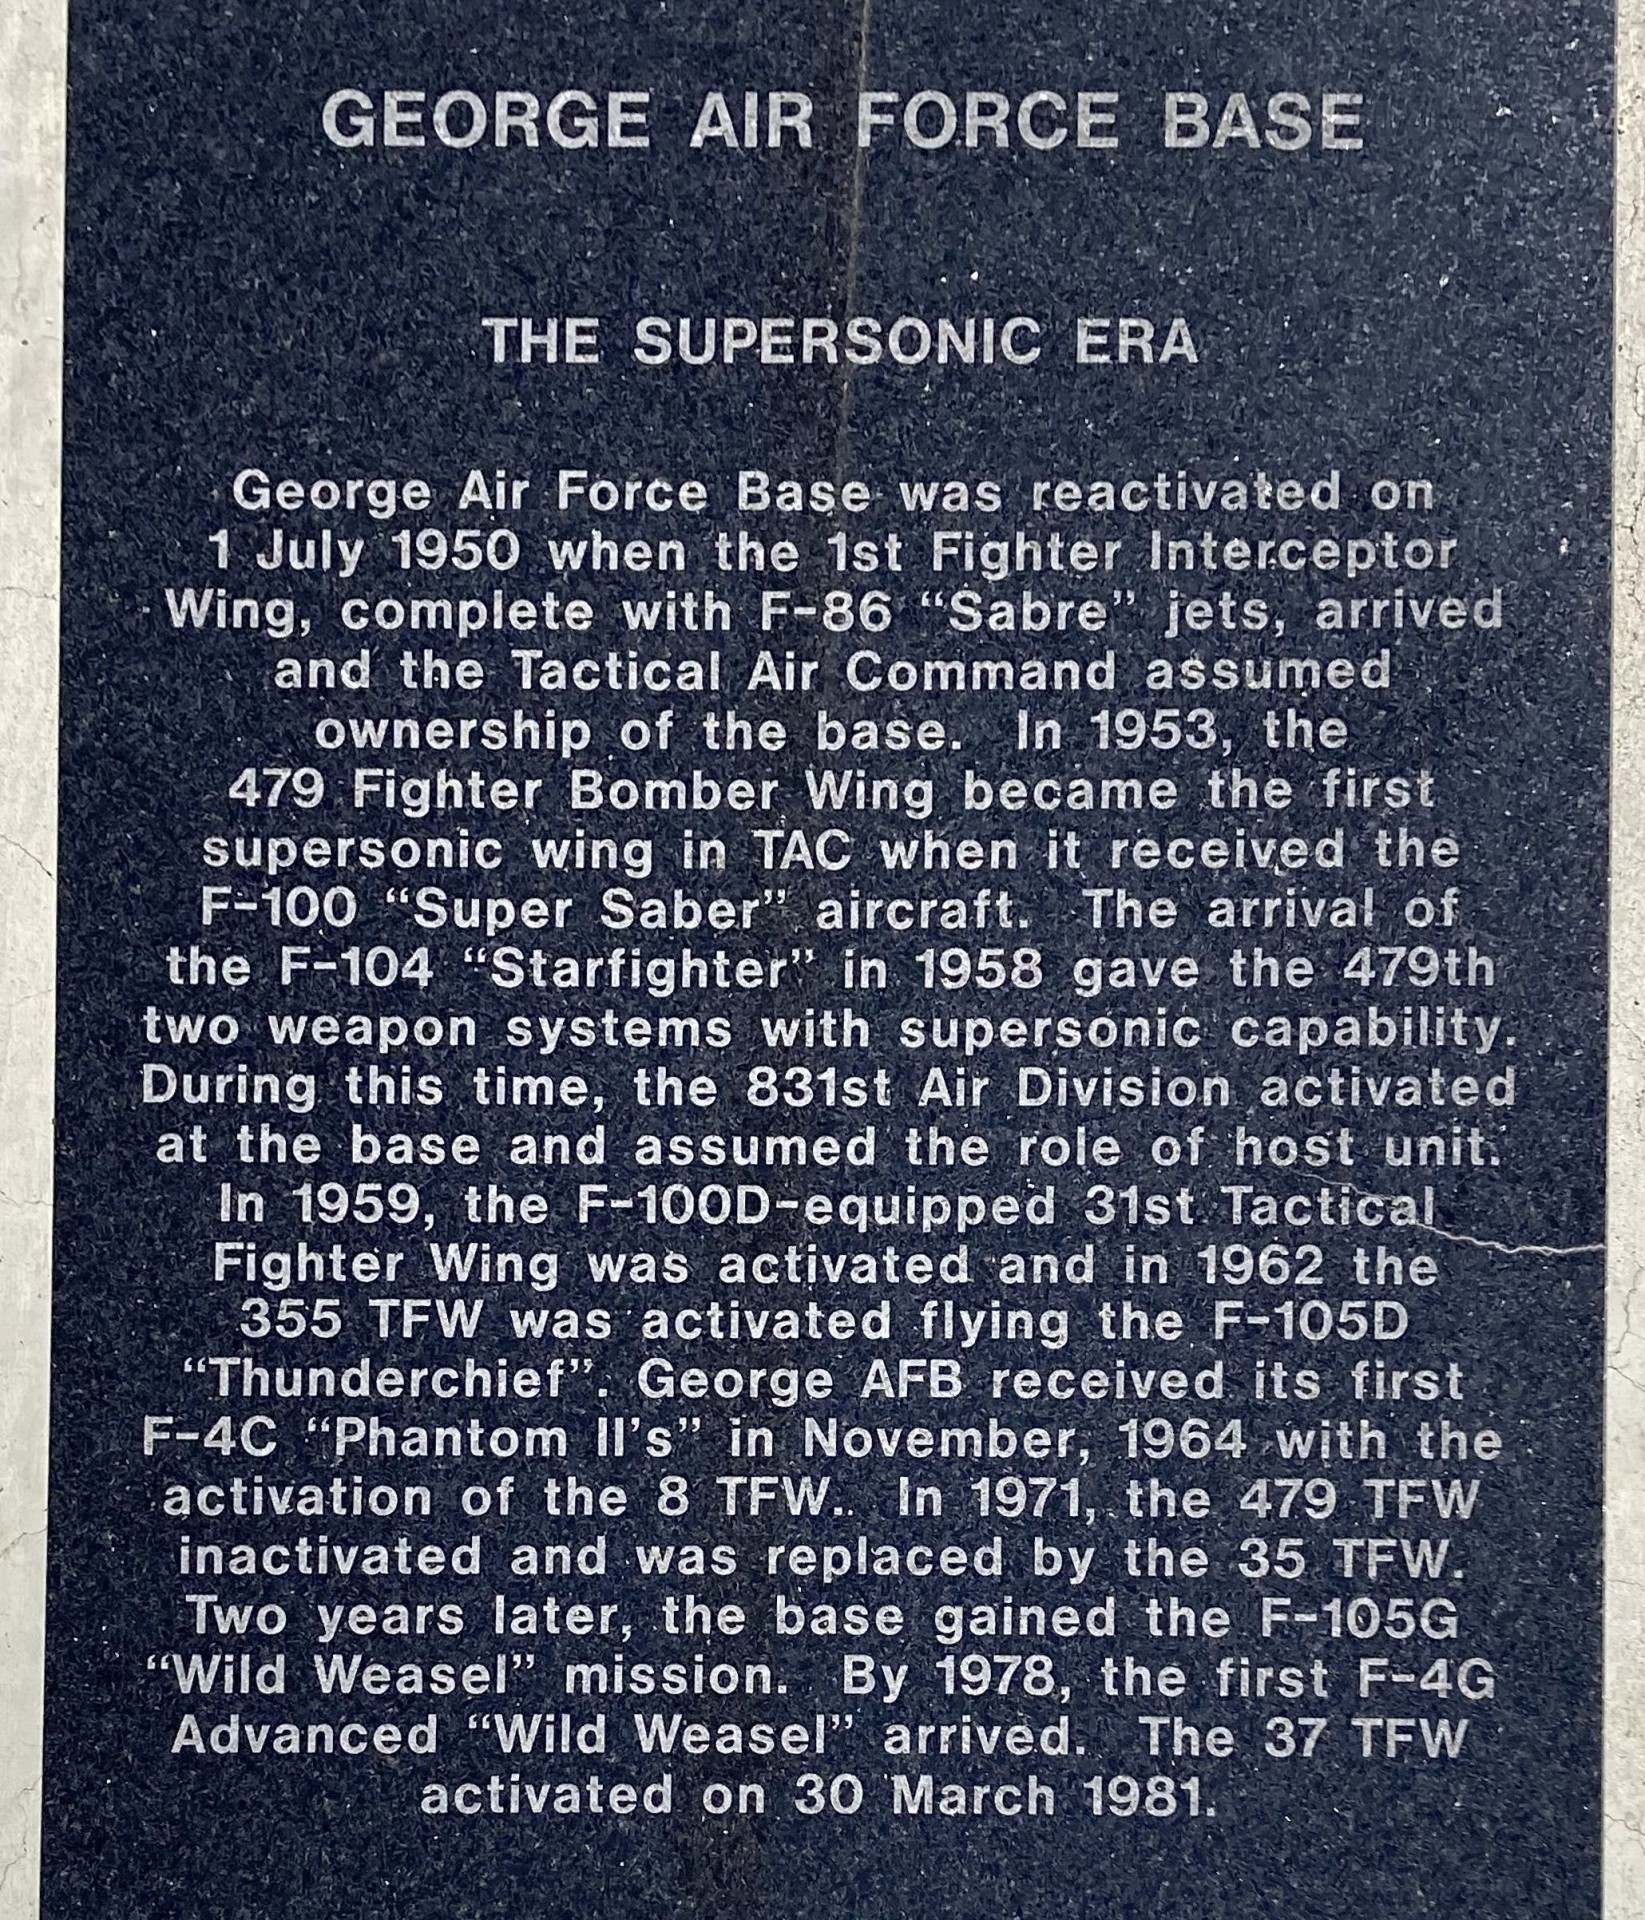 GEORGE AIR FORCE BASE
THE SUPERSONIC ERA
George Air Force Base was reactivated on
1 July 1950 when the 1st Fighter Interceptor
Wing, complete with F-86 “Sabre” jets, arrived
and the Tactical Air Command assumed
ownership of the base. In 1953, the
479 Fighter Bomber Wing became the first
supersonic wing in TAC when it received the
F-100 “Super Saber” aircraft. The arrival of
the F-104 “Starfighter” in 1958 gave the 479th
two weapon systems with supersonic capability.
During this time, the 831st Air Division activated
at the base and assumed the role of host unit.
In 1959, the F-100D-equipped 31st Tactical
Fighter Wing was activated and in 1962 the
355 TFW was activated flying the F-105D
“Thunderchief”. George AFB received its first
F-4C “Phantom II's” in November, 1964 with the
activation of the 8 TFW. In 1971, the 479 TFW
inactivated and was replaced by the 35 TFW.
Two years later, the base gained the F-105G
“Wild Weasel” mission. By 1978, the first F-4G
Advanced “Wild Weasel” arrived. The 37 TFW
activated on 30 March 1981.